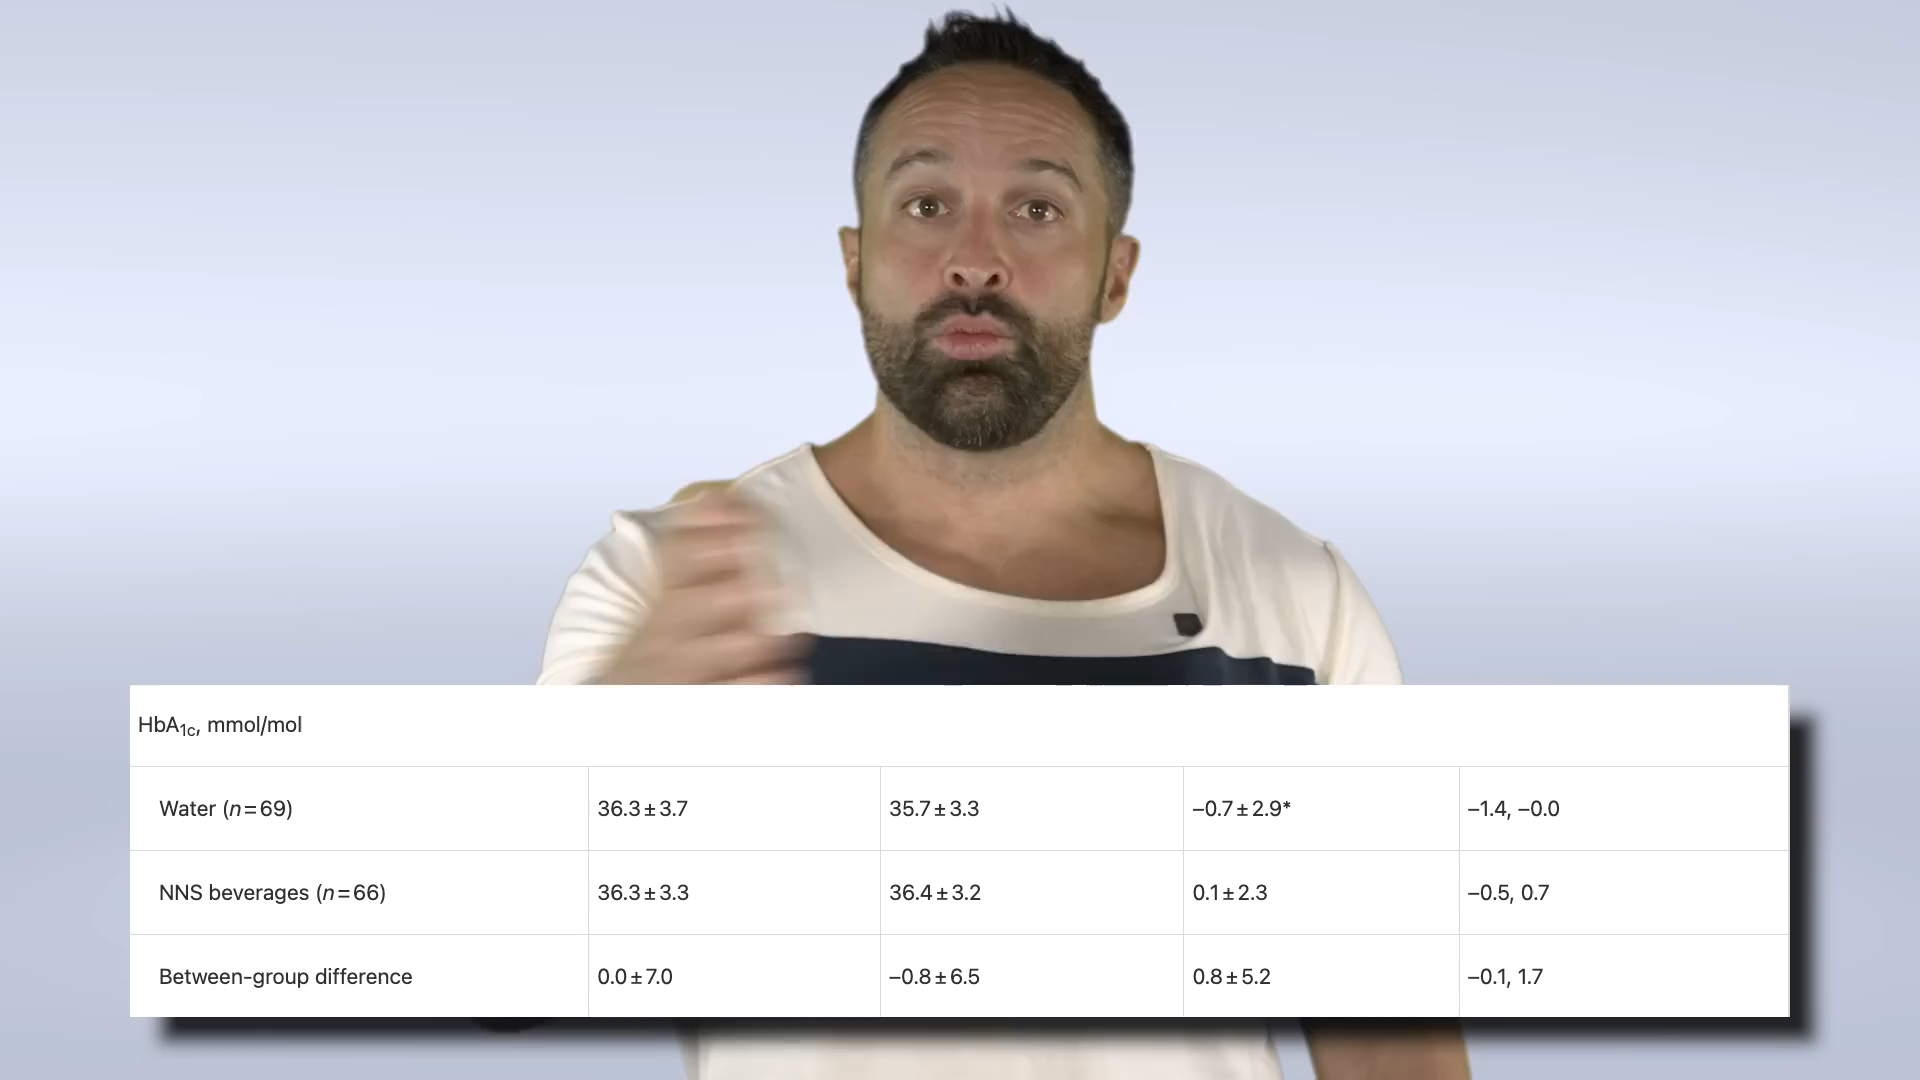 HbA1c, mmol/mol
Water (n=69) 36.3±3.7 35.7±3.3 –0.7±2.9* –1.4, –0.0
NNS beverages (n=66) 36.3±3.3 36.4±3.2 0.1±2.3 –0.5, 0.7
Between-group difference 0.0±7.0 –0.8±6.5 0.8±5.2 –0.1, 1.7